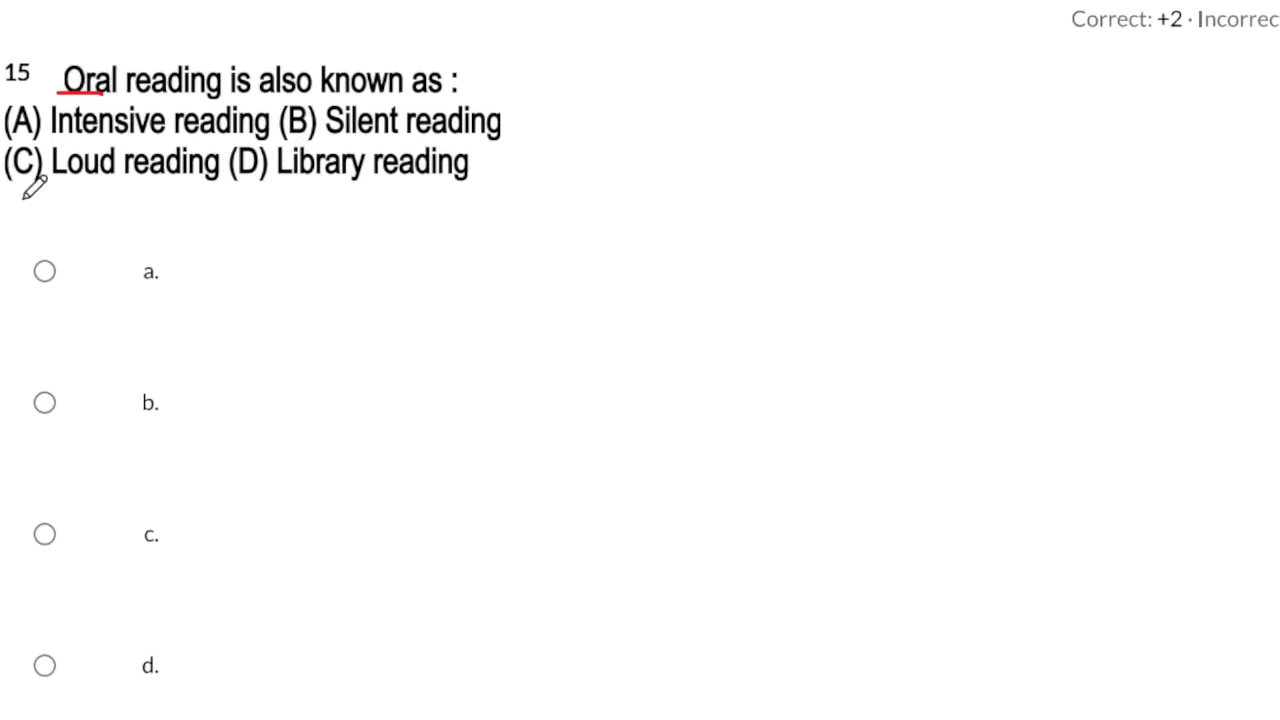 Correct: +2 · Incorrec
15 Oral reading is also known as :
(A) Intensive reading (B) Silent reading
(C) Loud reading (D) Library reading
a.
b.
c.
d.